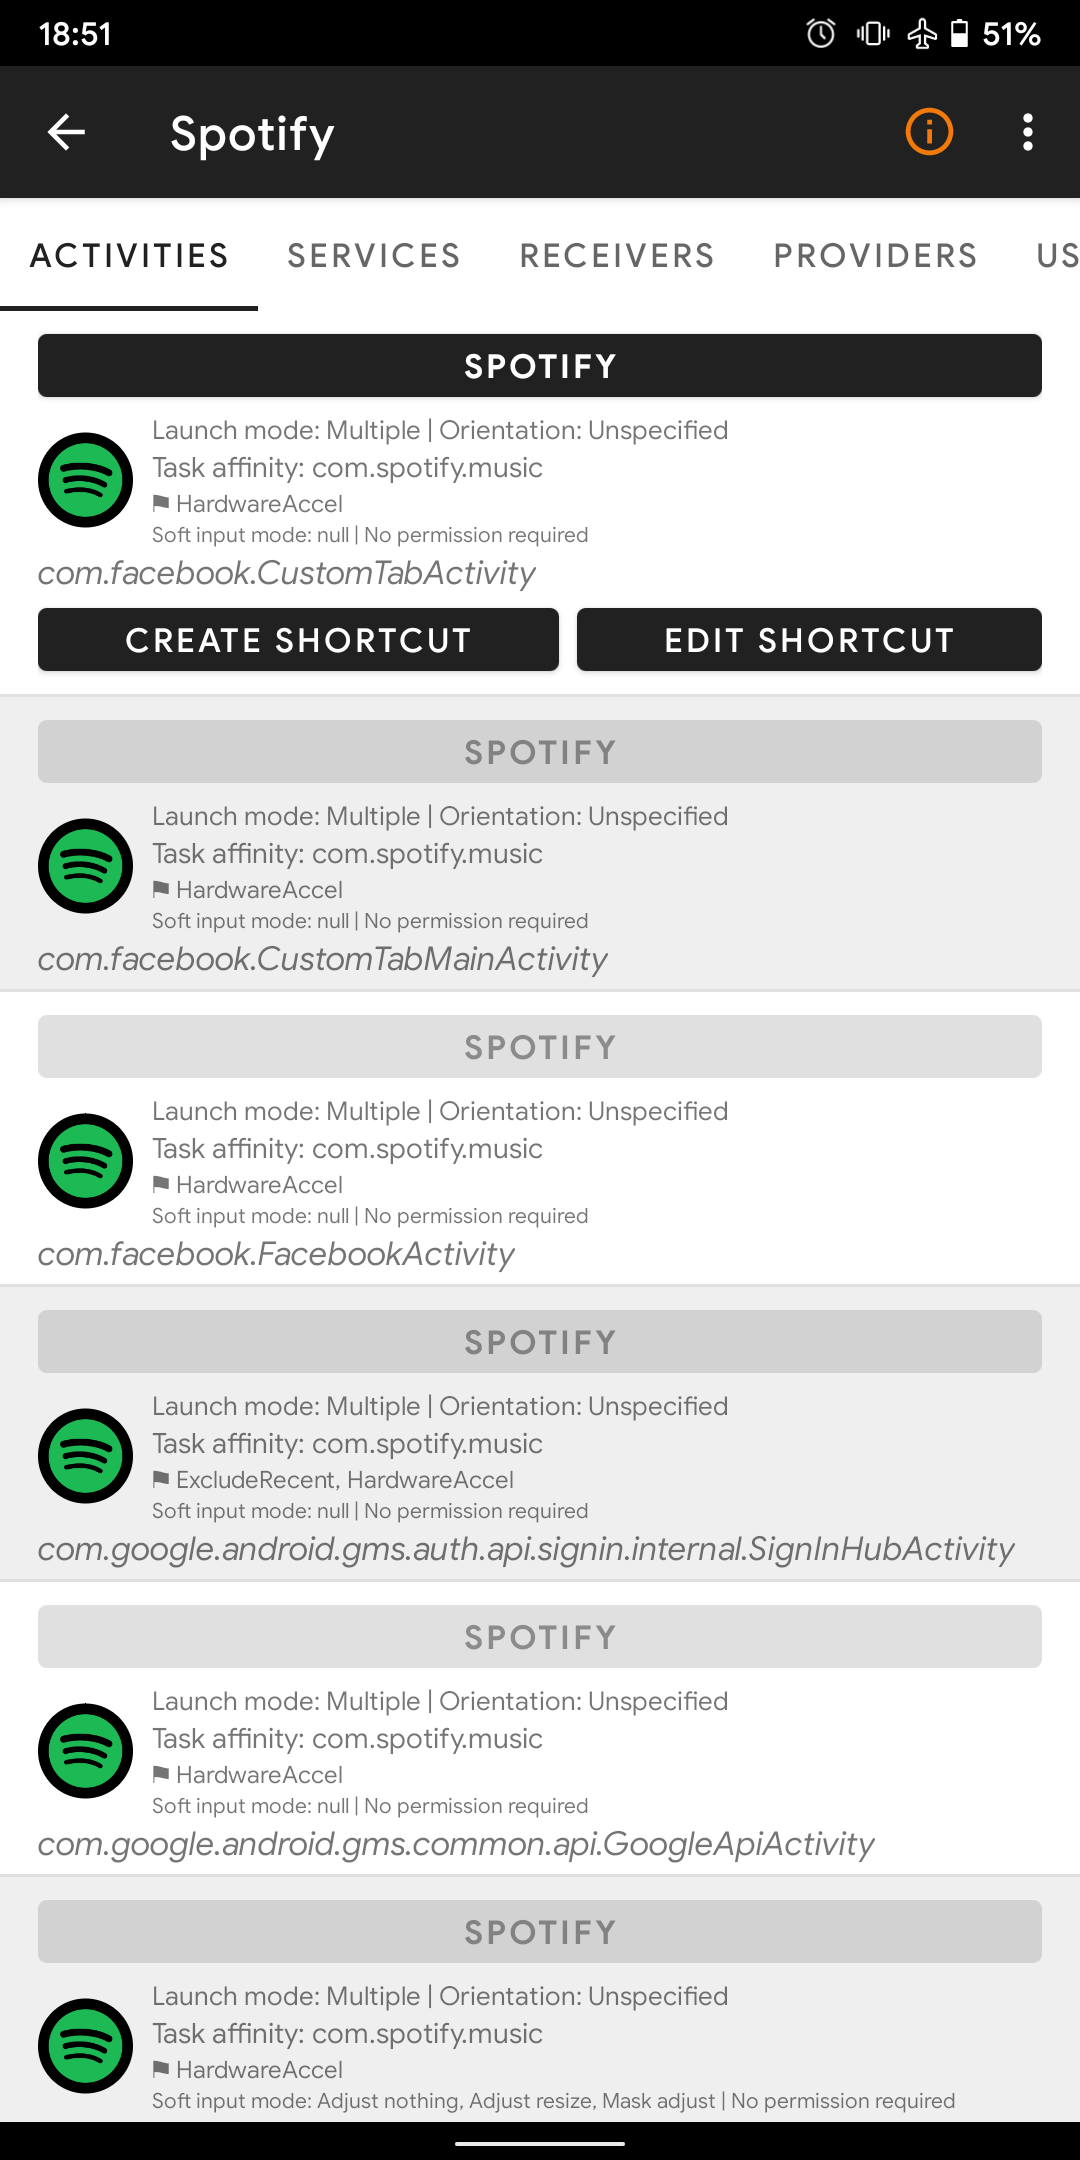 18:51
51%
Spotify
ACTIVITIES SERVICES RECEIVERS PROVIDERS US
SPOTIFY
Launch mode: Multiple | Orientation: Unspecified
Task affinity: com.spotify.music
HardwareAccel
Soft input mode: null | No permission required
com.facebook.CustomTabActivity
CREATE SHORTCUT EDIT SHORTCUT
SPOTIFY
Launch mode: Multiple | Orientation: Unspecified
Task affinity: com.spotify.music
HardwareAccel
Soft input mode: null | No permission required
com.facebook.CustomTabMainActivity
SPOTIFY
Launch mode: Multiple | Orientation: Unspecified
Task affinity: com.spotify.music
HardwareAccel
Soft input mode: null | No permission required
com.facebook.FacebookActivity
SPOTIFY
Launch mode: Multiple | Orientation: Unspecified
Task affinity: com.spotify.music
ExcludeRecent, HardwareAccel
Soft input mode: null | No permission required
com.google.android.gms.auth.api.signin.internal.SignInHubActivity
SPOTIFY
Launch mode: Multiple | Orientation: Unspecified
Task affinity: com.spotify.music
HardwareAccel
Soft input mode: null | No permission required
com.google.android.gms.common.api.GoogleApiActivity
SPOTIFY
Launch mode: Multiple | Orientation: Unspecified
Task affinity: com.spotify.music
HardwareAccel
Soft input mode: Adjust nothing, Adjust resize, Mask adjust | No permission required